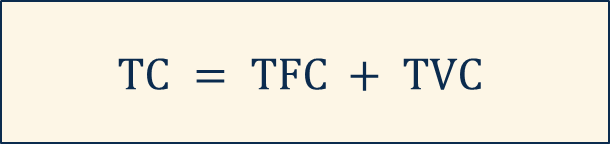 TC = TFC + TVC